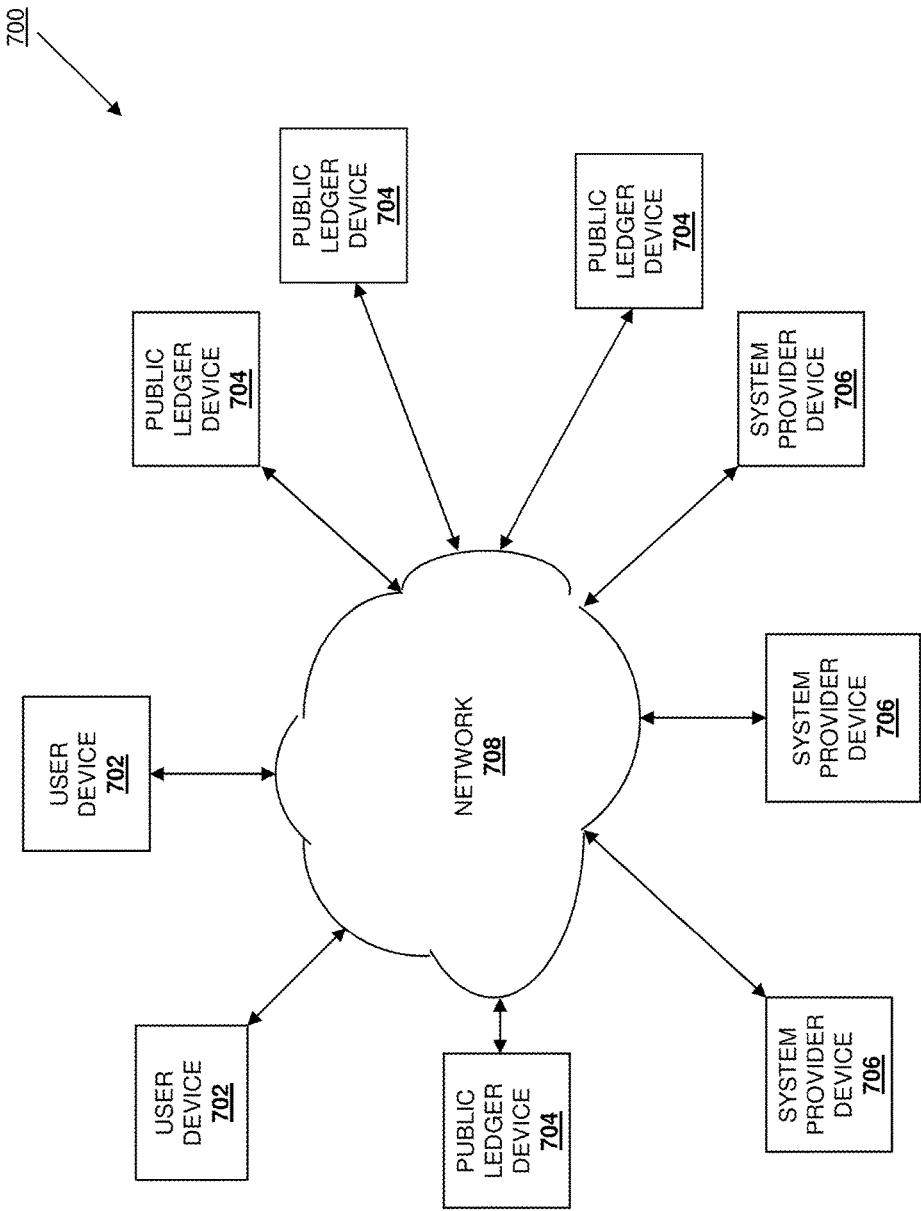 700
USER
DEVICE
702
USER
DEVICE
702
PUBLIC
LEDGER
DEVICE
704
PUBLIC
LEDGER
DEVICE
704
PUBLIC
LEDGER
DEVICE
704
PUBLIC
LEDGER
DEVICE
704
NETWORK
708
SYSTEM
PROVIDER
DEVICE
706
SYSTEM
PROVIDER
DEVICE
706
SYSTEM
PROVIDER
DEVICE
706